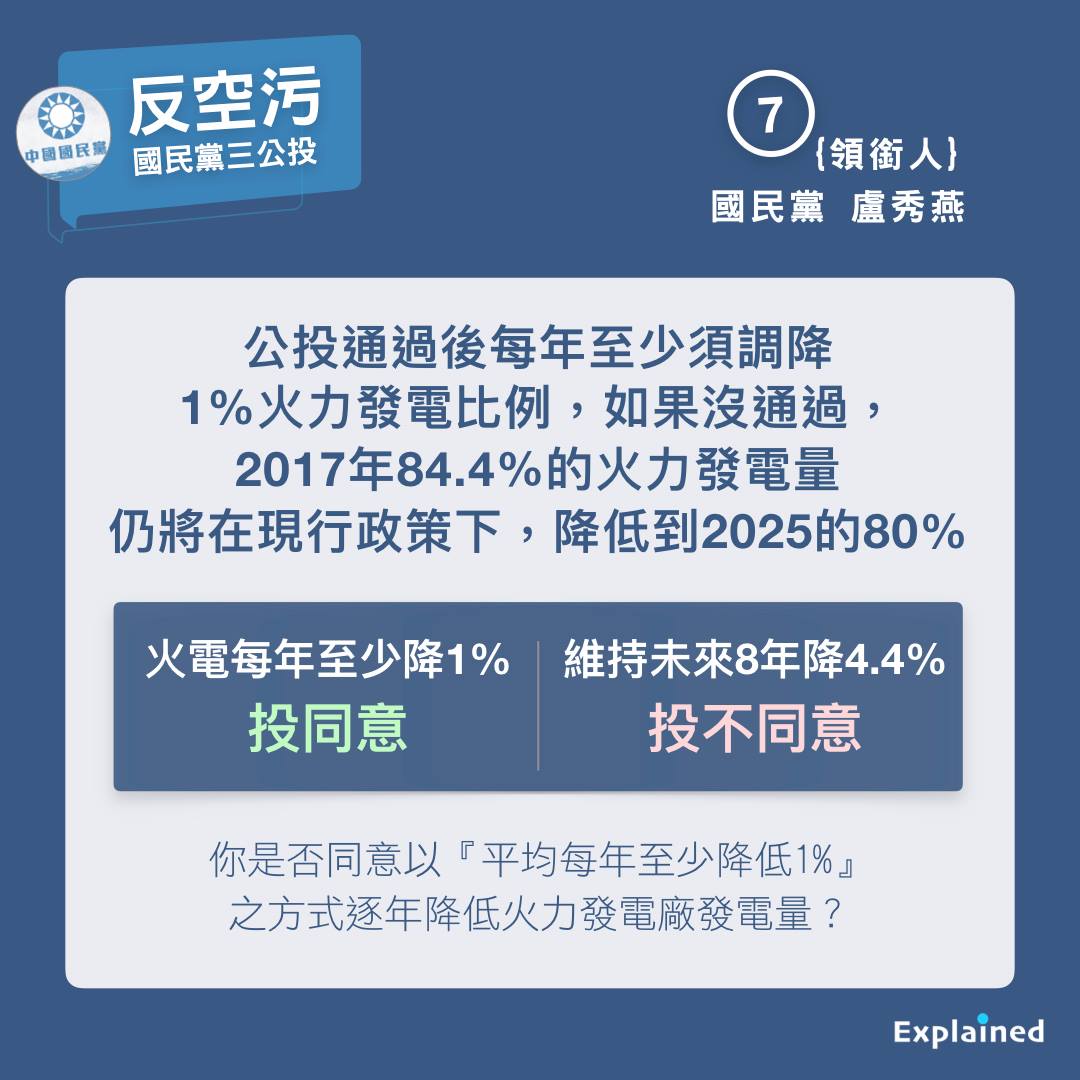 反空污
國民黨三公投
中國國民黨
7
{領銜人}
國民黨 盧秀燕
公投通過後每年至少須調降
1%火力發電比例，如果沒通過，
2017年84.4%的火力發電量
仍將在現行政策下，降低到2025的80%
火電每年至少降1%
投同意
維持未來8年降4.4%
投不同意
你是否同意以『平均每年至少降低1%』
之方式逐年降低火力發電廠發電量？
Explained